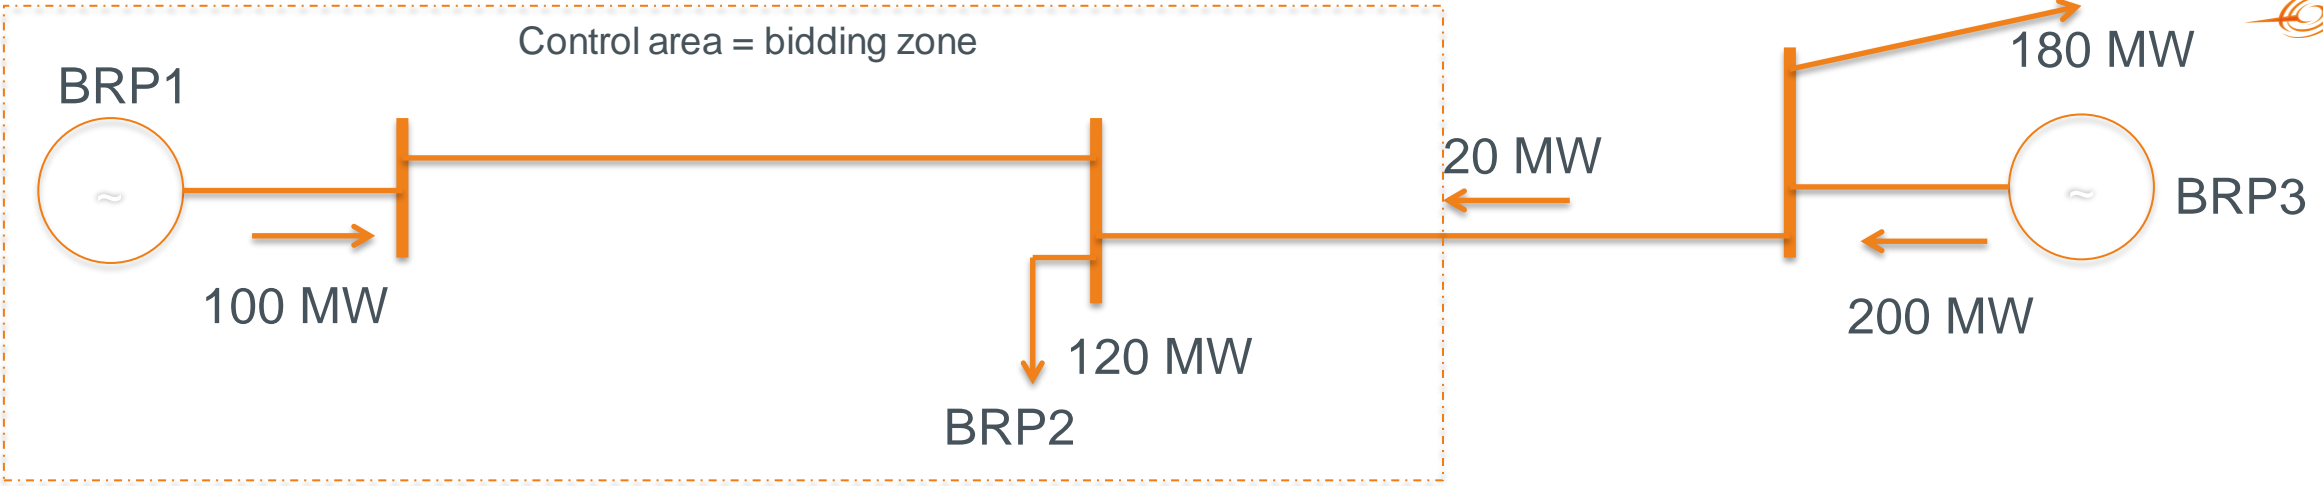 Control area = bidding zone
180 MW
BRP1
20 MW
BRP3
~
~
100 MW
200 MW
120 MW
BRP2